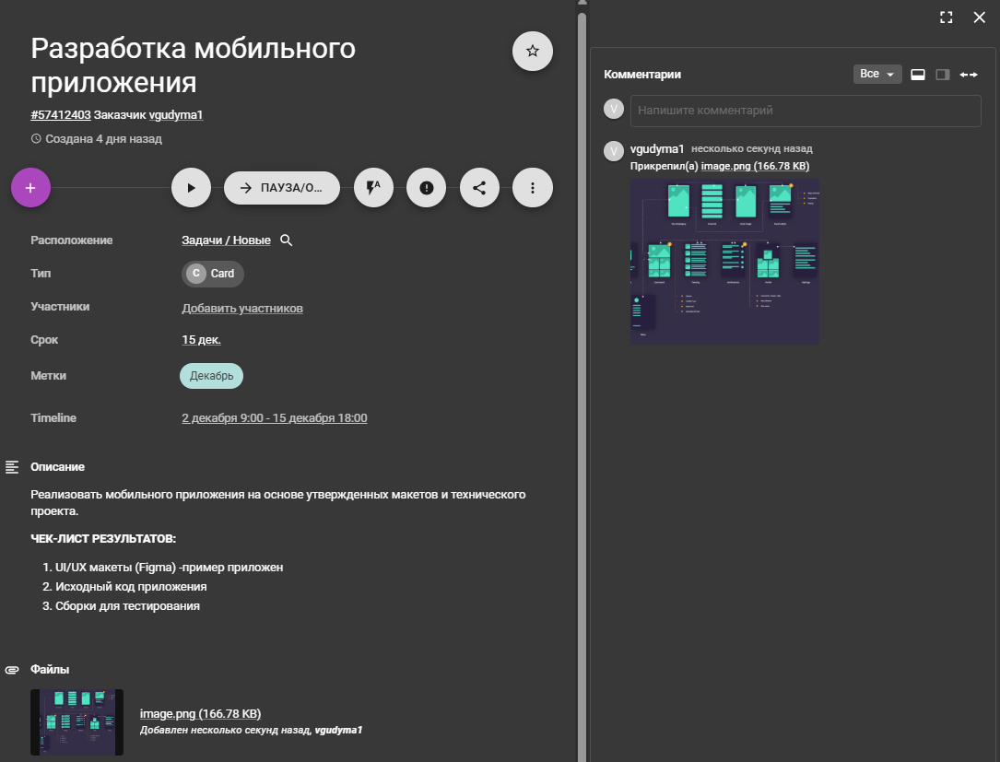 Разработка мобильного
приложения
#57412403 Заказчик vgudyma1
Создана 4 дня назад
ПАУЗА/О...
Расположение Задачи / Новые
Тип C Card
Участники Добавить участников
Срок 15 дек.
Метки Декабрь
Timeline 2 декабря 9:00 - 15 декабря 18:00
Описание
Реализовать мобильного приложения на основе утвержденных макетов и технического
проекта.
ЧЕК-ЛИСТ РЕЗУЛЬТАТОВ:
1. UI/UX макеты (Figma) -пример приложен
2. Исходный код приложения
3. Сборки для тестирования
Файлы
image.png (166.78 KB)
Добавлен несколько секунд назад, vgudyma1
Комментарии Все
V Напишите комментарий
V vgudyma1 несколько секунд назад
Прикрепил(а) image.png (166.78 KB)